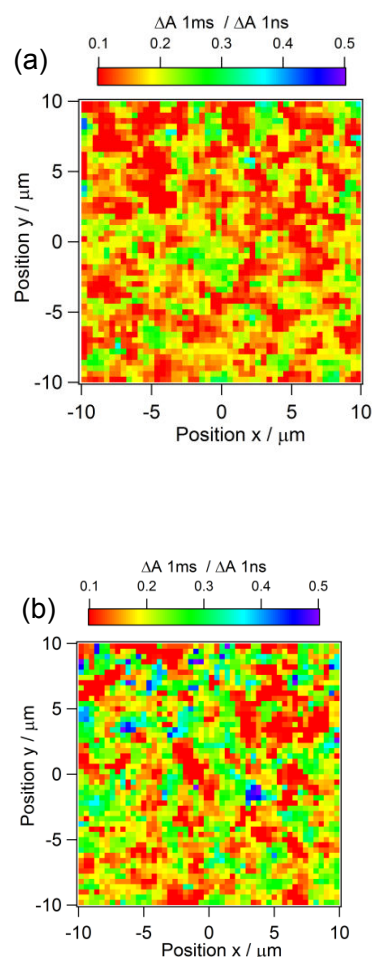 ΔA 1ms / ΔA 1ns
0.1 0.2 0.3 0.4 0.5
(a)
10
5
0
-5
-10
Position y / μm
-10 -5 0 5 10
Position x / μm
ΔA 1ms / ΔA 1ns
(b)
0.1 0.2 0.3 0.4 0.5
10
5
0
-5
-10
Position y / μm
-10 -5 0 5 10
Position x / μm